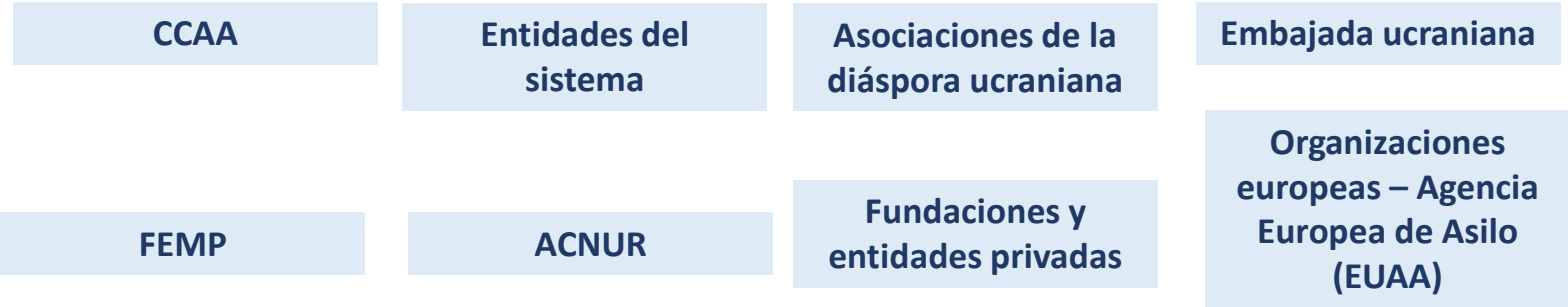 CCAA
Entidades del
sistema
Asociaciones de la
diáspora ucraniana
Embajada ucraniana
FEMP
ACNUR
Fundaciones y
entidades privadas
Organizaciones
europeas – Agencia
Europea de Asilo
(EUAA)